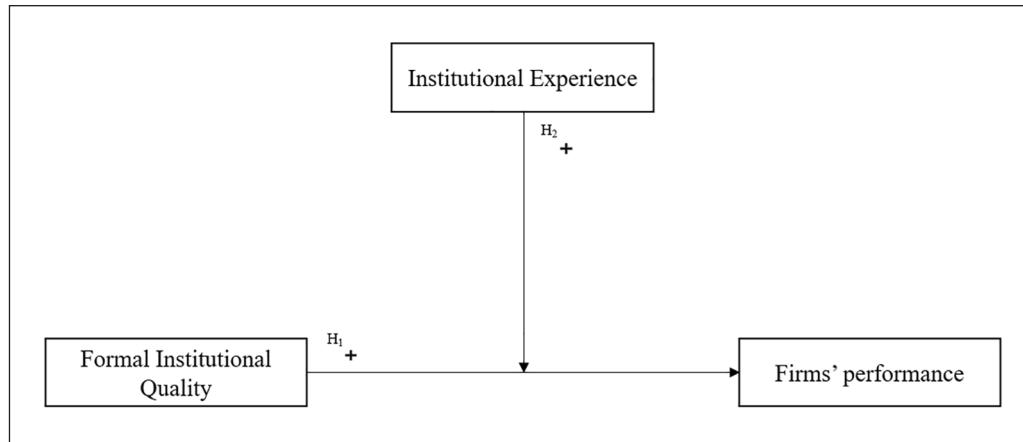 Institutional Experience
H₂
+
H₁
+
Formal Institutional
Quality
Firms’ performance